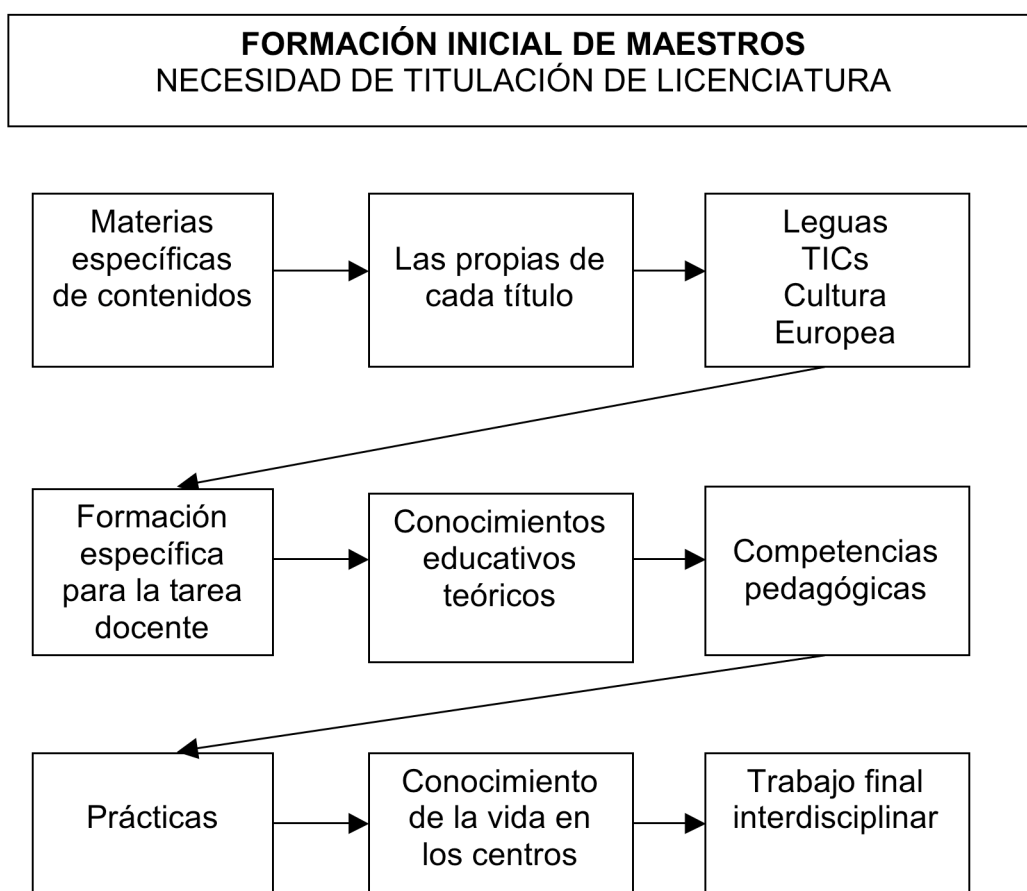 FORMACIÓN INICIAL DE MAESTROS
NECESIDAD DE TITULACIÓN DE LICENCIATURA
Materias
específicas
de contenidos
Las propias de
cada título
Leguas
TICs
Cultura
Europea
Formación
específica
para la tarea
docente
Conocimientos
educativos
teóricos
Competencias
pedagógicas
Prácticas
Conocimiento
de la vida en
los centros
Trabajo final
interdisciplinar